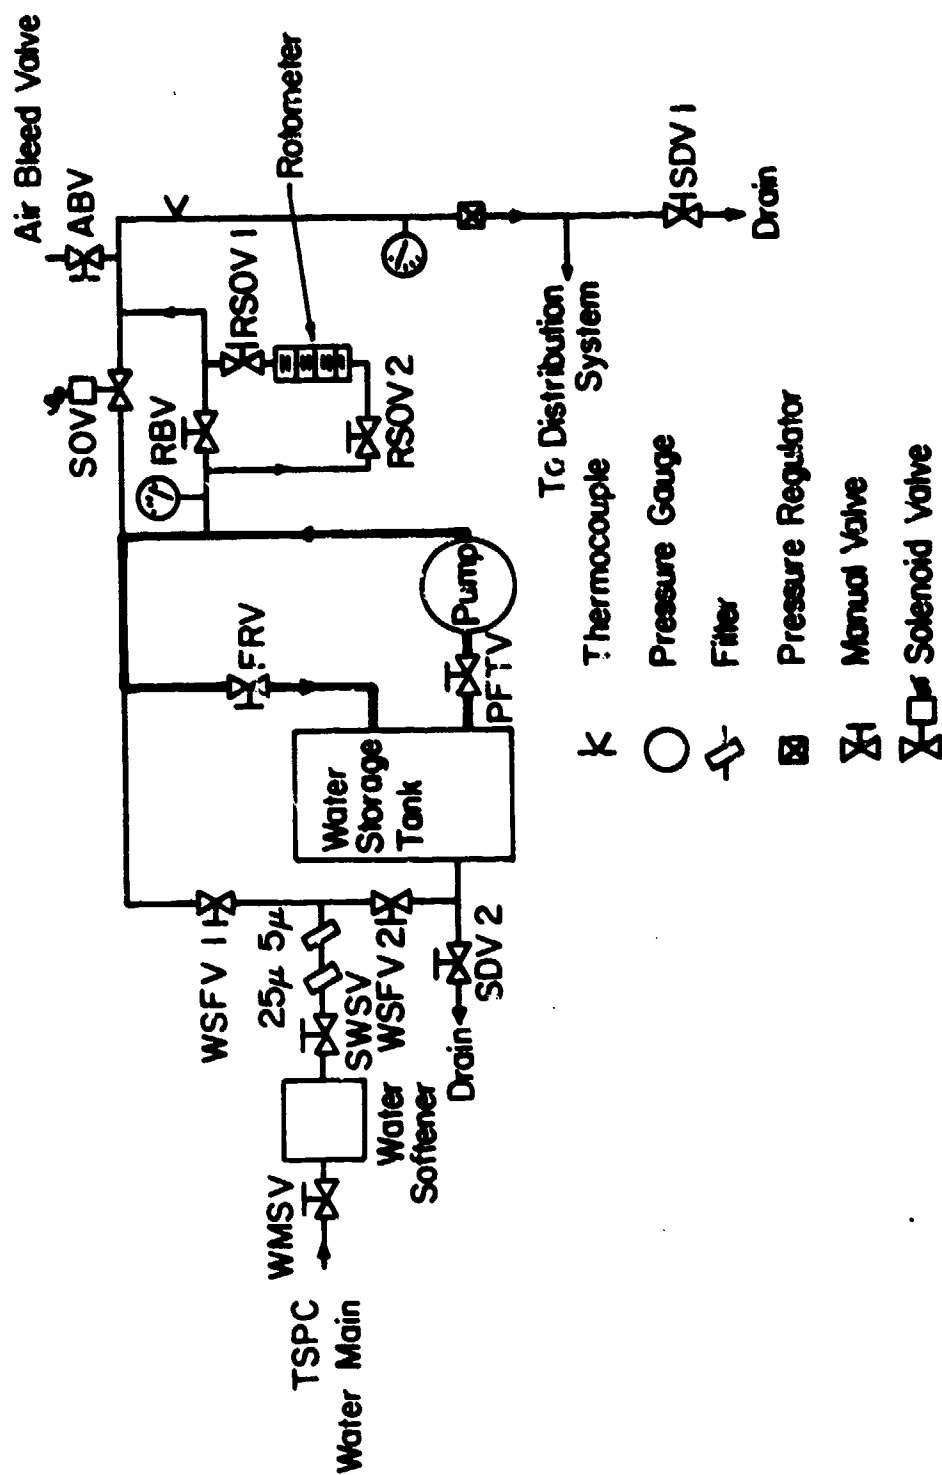 Air Bleed Valve
ABV
SOV
RBV
RSOV 1
Rotometer
RSOV 2
FRV
Pump
PFTV
Water
Storage
Tank
WSFV 1
25μ 5μ
SWSV
WSFV 2
SDV 2
Drain
Water
Softener
WMSV
TSPC
Water Main
To Distribution
System
SDV 1
Drain
Thermocouple
Pressure Gauge
Filter
Pressure Regulator
Manual Valve
Solenoid Valve